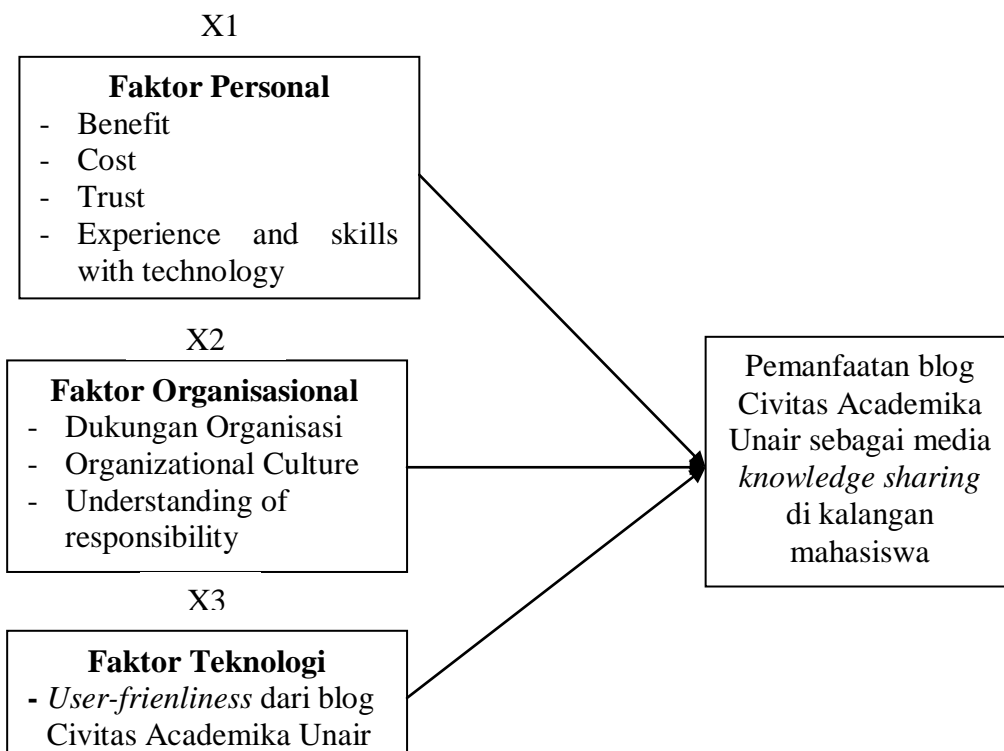 X1
Faktor Personal
- Benefit
- Cost
- Trust
- Experience and skills
with technology
X2
Faktor Organisasional
- Dukungan Organisasi
- Organizational Culture
- Understanding of
responsibility
X3
Faktor Teknologi
- User-frienliness dari blog
Civitas Academika Unair
Pemanfaatan blog
Civitas Academika
Unair sebagai media
knowledge sharing
di kalangan
mahasiswa